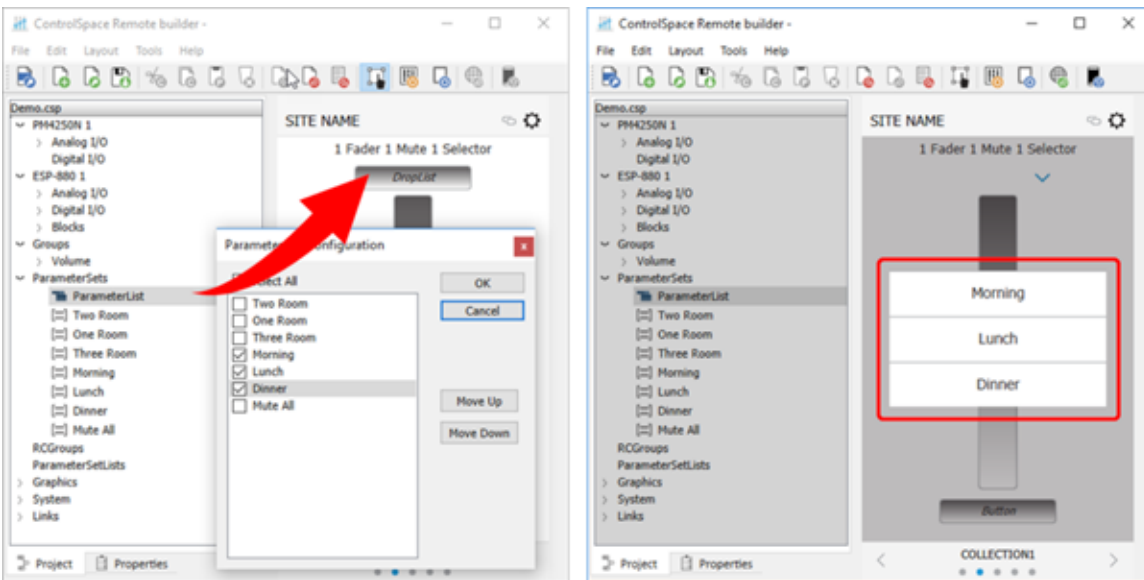 ControlSpace Remote builder -
File Edit Layout Tools Help
Demo.csp
PM4250N 1
Analog I/O
Digital I/O
ESP-880 1
Analog I/O
Digital I/O
Blocks
Groups
Volume
ParameterSets
ParameterList
Two Room
One Room
Three Room
Morning
Lunch
Dinner
Mute All
RCGroups
ParameterSetLists
Graphics
System
Links
Project Properties
SITE NAME
1 Fader 1 Mute 1 Selector
DropList
OK
Cancel
Two Room
One Room
Three Room
Morning
Lunch
Dinner
Mute All
Move Up
Move Down
ControlSpace Remote builder -
File Edit Layout Tools Help
Demo.csp
PM4250N 1
Analog I/O
Digital I/O
ESP-880 1
Analog I/O
Digital I/O
Blocks
Groups
Volume
ParameterSets
ParameterList
Two Room
One Room
Three Room
Morning
Lunch
Dinner
Mute All
RCGroups
ParameterSetLists
Graphics
System
Links
Project Properties
SITE NAME
1 Fader 1 Mute 1 Selector
Morning
Lunch
Dinner
Button
COLLECTION1